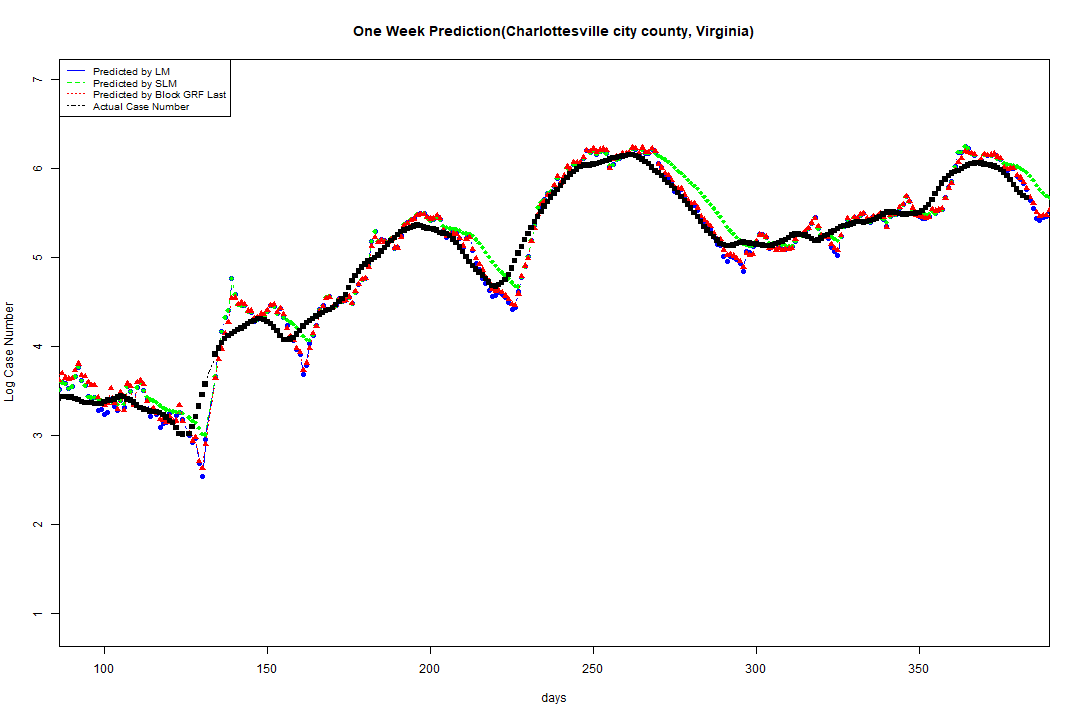 One Week Prediction(Charlottesville city county, Virginia)
Predicted by LM
Predicted by SLM
Predicted by Block GRF Last
Actual Case Number
7
6
5
4
3
2
1
Log Case Number
100 150 200 250 300 350
days